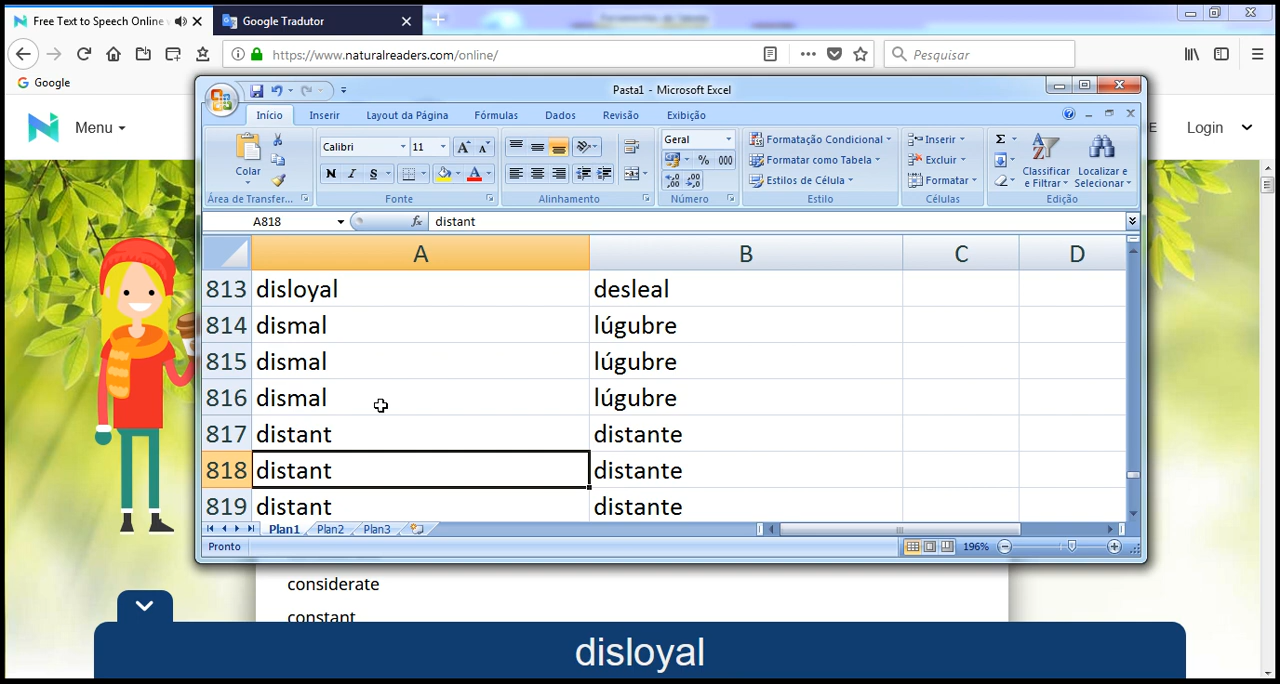 Free Text to Speech Online
Google Tradutor
https://www.naturalreaders.com/online/
Pesquisar
Google
Menu
E
Login
Pasta1 - Microsoft Excel
Início Inserir Layout da Página Fórmulas Dados Revisão Exibição
Colar
Calibri 11
N I S
Geral
% 000
Formatação Condicional
Formatar como Tabela
Estilos de Célula
Inserir
Excluir
Formatar
Classificar e Filtrar
Localizar e Selecionar
Área de Transfer... Fonte Alinhamento Número Estilo Células Edição
A818 fx distant
A B C D
813 disloyal desleal
814 dismal lúgubre
815 dismal lúgubre
816 dismal lúgubre
817 distant distante
818 distant distante
819 distant distante
Plan1 Plan2 Plan3
Pronto 196%
considerate
constant
disloyal